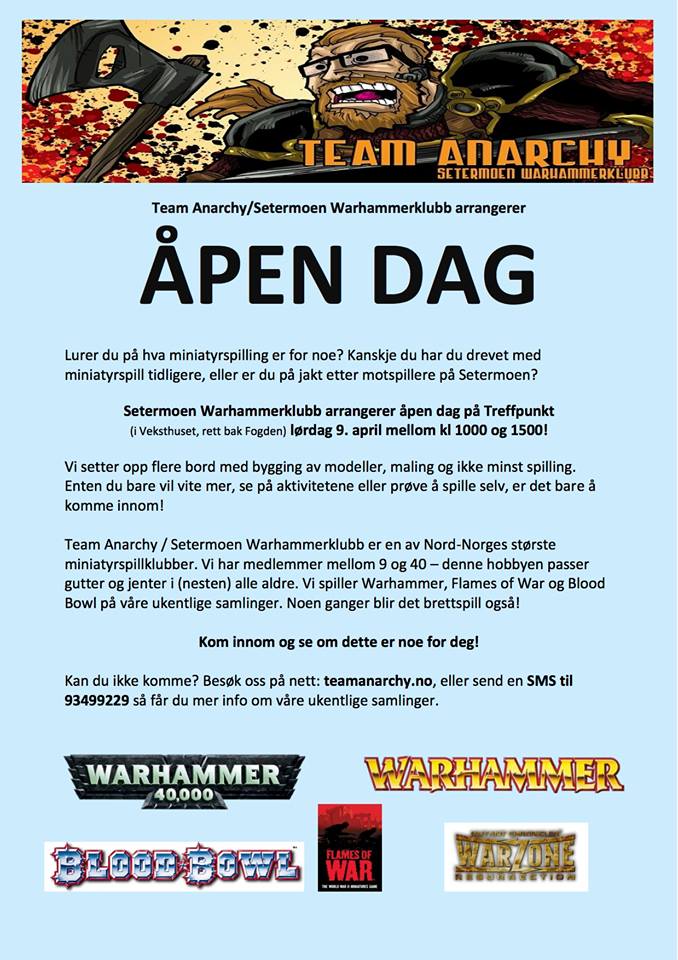 TEAM ANARCHY
SETERMOEN WARHAMMERKLUBB
Team Anarchy/Setermoen Warhammerklubb arrangerer
ÅPEN DAG
Lurer du på hva miniatyrspilling er for noe? Kanskje du har du drevet med
miniatyrspill tidligere, eller er du på jakt etter motspillere på Setermoen?
Setermoen Warhammerklubb arrangerer åpen dag på Treffpunkt
(i Veksthuset, rett bak Fogden) lørdag 9. april mellom kl 1000 og 1500!
Vi setter opp flere bord med bygging av modeller, maling og ikke minst spilling.
Enten du bare vil vite mer, se på aktivitetene eller prøve å spille selv, er det bare å
komme innom!
Team Anarchy / Setermoen Warhammerklubb er en av Nord-Norges største
miniatyrspillklubber. Vi har medlemmer mellom 9 og 40 – denne hobbyen passer
gutter og jenter i (nesten) alle aldre. Vi spiller Warhammer, Flames of War og Blood
Bowl på våre ukentlige samlinger. Noen ganger blir det brettspill også!
Kom innom og se om dette er noe for deg!
Kan du ikke komme? Besøk oss på nett: teamanarchy.no, eller send en SMS til
93499229 så får du mer info om våre ukentlige samlinger.
WARHAMMER
40,000
WARHAMMER
BLOOD BOWL
FLAMES OF
WAR
THE WORLD WAR II MINIATURES GAME
MUTANT CHRONICLES
WARZONE
RESURRECTION